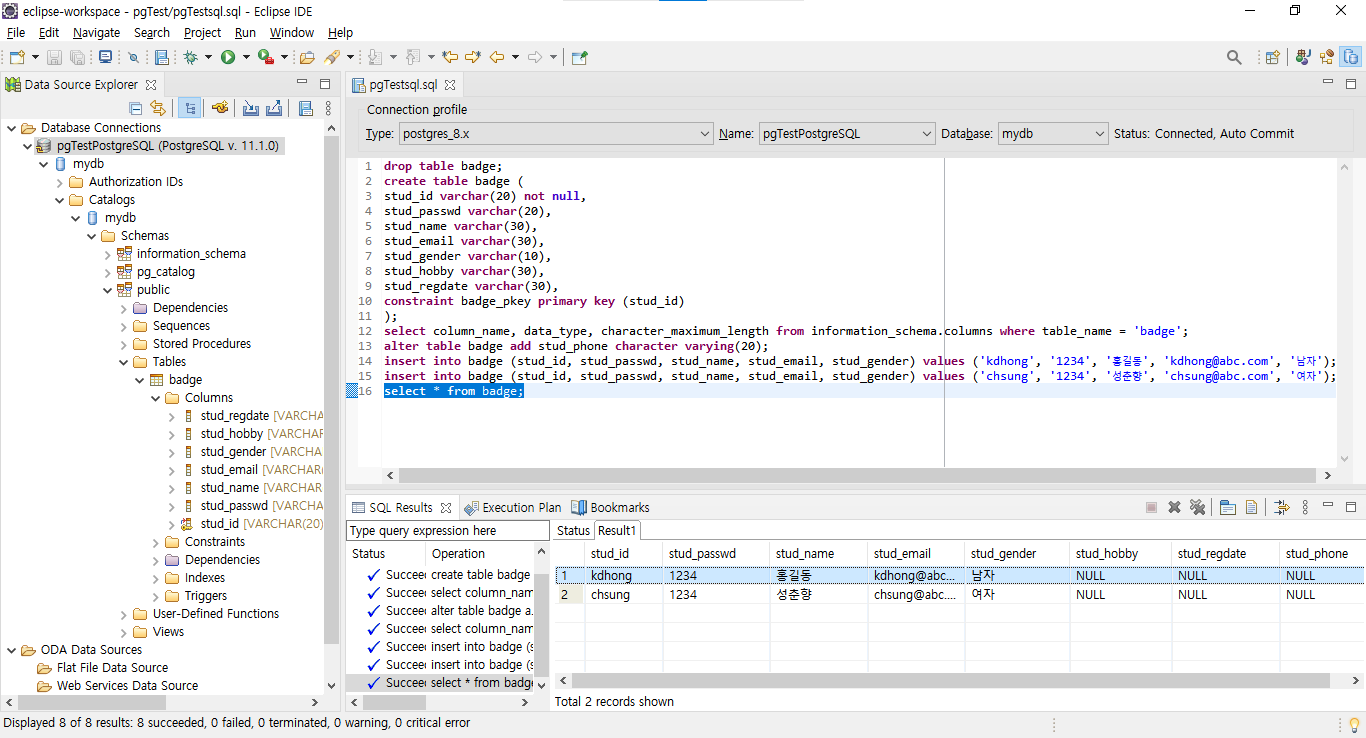 eclipse-workspace - pgTest/pgTestsql.sql - Eclipse IDE
File Edit Navigate Search Project Run Window Help
Data Source Explorer
Database Connections
pgTestPostgreSQL (PostgreSQL v. 11.1.0)
mydb
Authorization IDs
Catalogs
mydb
Schemas
information_schema
pg_catalog
public
Dependencies
Sequences
Stored Procedures
Tables
badge
Columns
stud_regdate [VARCHA
stud_hobby [VARCHAR
stud_gender [VARCHA
stud_email [VARCHAR(
stud_name [VARCHAR
stud_passwd [VARCHA
stud_id [VARCHAR(20)
Constraints
Dependencies
Indexes
Triggers
User-Defined Functions
Views
ODA Data Sources
Flat File Data Source
Web Services Data Source
pgTestsql.sql
Connection profile
Type: postgres_8.x Name: pgTestPostgreSQL Database: mydb Status: Connected, Auto Commit
1 drop table badge;
2 create table badge (
3 stud_id varchar(20) not null,
4 stud_passwd varchar(20),
5 stud_name varchar(30),
6 stud_email varchar(30),
7 stud_gender varchar(10),
8 stud_hobby varchar(30),
9 stud_regdate varchar(30),
10 constraint badge_pkey primary key (stud_id)
11 );
12 select column_name, data_type, character_maximum_length from information_schema.columns where table_name = 'badge';
13 alter table badge add stud_phone character varying(20);
14 insert into badge (stud_id, stud_passwd, stud_name, stud_email, stud_gender) values ('kdhong', '1234', '홍길동', 'kdhong@abc.com', '남자');
15 insert into badge (stud_id, stud_passwd, stud_name, stud_email, stud_gender) values ('chsung', '1234', '성춘향', 'chsung@abc.com', '여자');
16 select * from badge;
SQL Results Execution Plan Bookmarks
Type query expression here
Status Operation
Succee create table badge
Succee select column_nam
Succee alter table badge a.
Succee select column_nam
Succee insert into badge (s
Succee insert into badge (s
Succee select * from badge
Status Result1
stud_id stud_passwd stud_name stud_email stud_gender stud_hobby stud_regdate stud_phone
1 kdhong 1234 홍길동 kdhong@abc... 남자 NULL NULL NULL
2 chsung 1234 성춘향 chsung@abc.... 여자 NULL NULL NULL
Total 2 records shown
Displayed 8 of 8 results: 8 succeeded, 0 failed, 0 terminated, 0 warning, 0 critical error